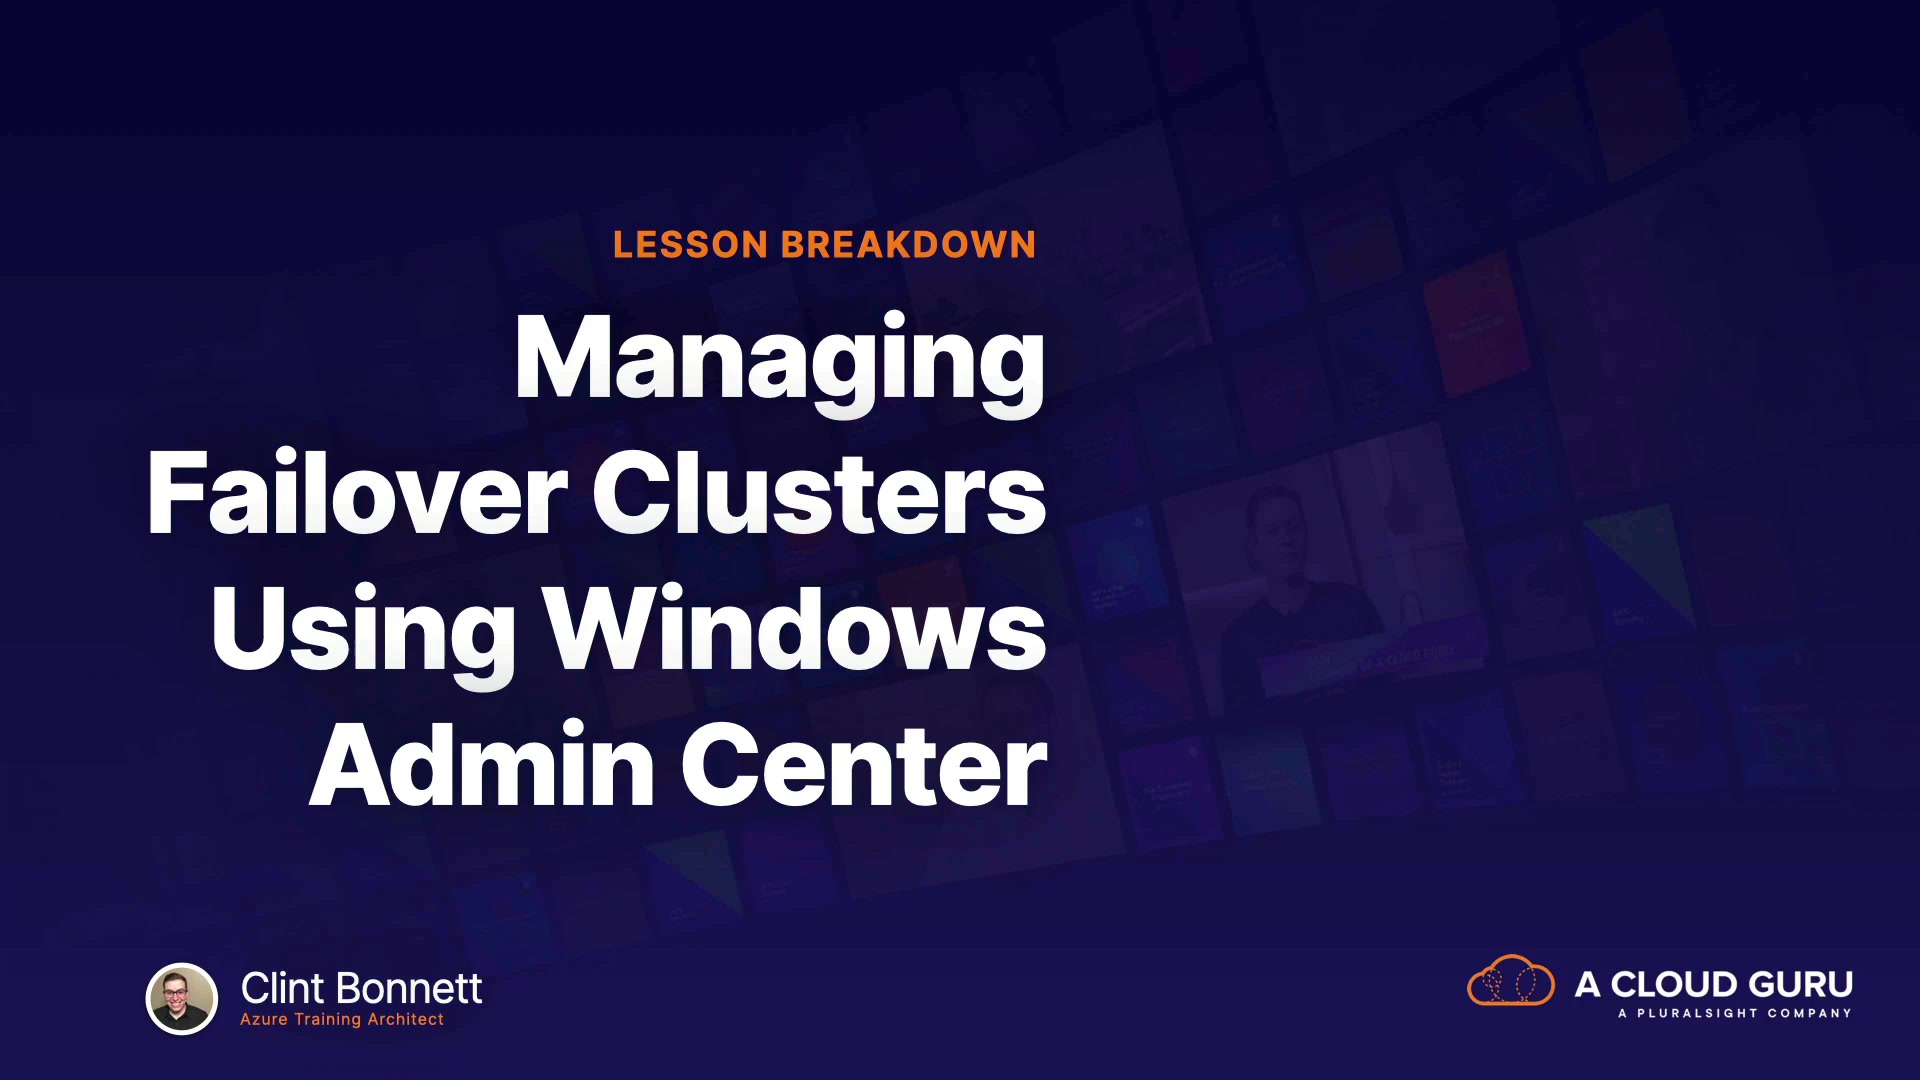 LESSON BREAKDOWN
Managing
Failover Clusters
Using Windows
Admin Center
Clint Bonnett
Azure Training Architect
A CLOUD GURU
A PLURALSIGHT COMPANY